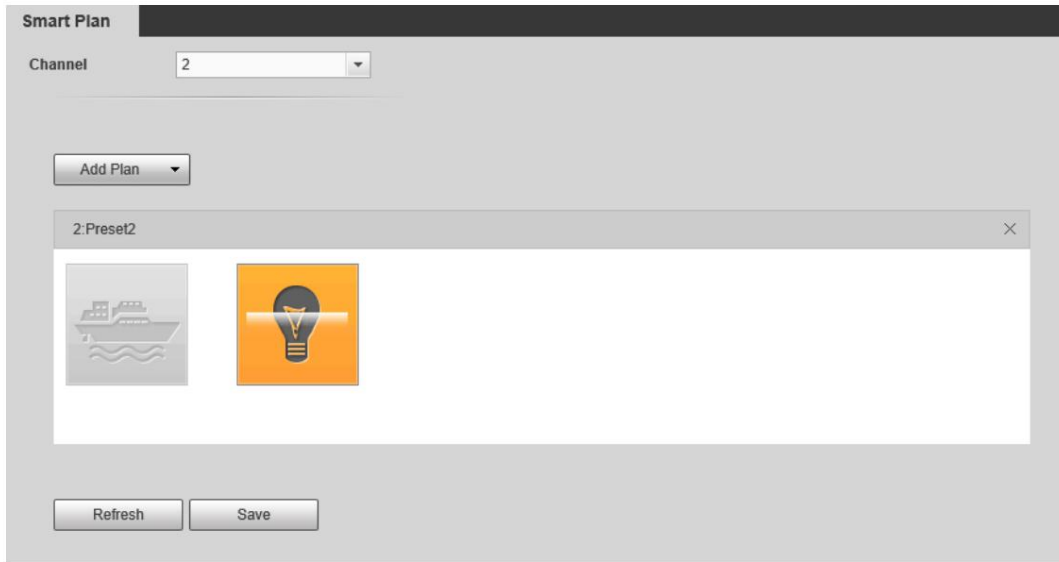 Smart Plan
Channel
2
Add Plan
2:Preset2
Refresh
Save